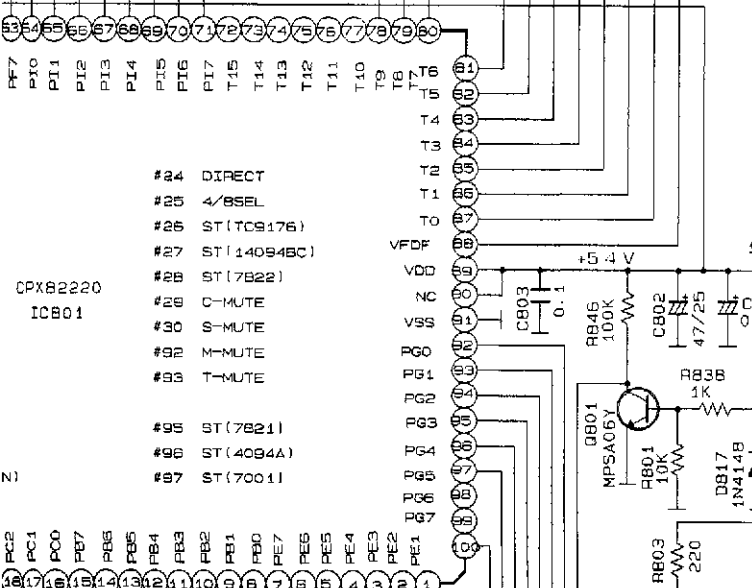 63 64 65 66 67 68 69 70 71 72 73 74 75 76 77 78 79 80
PF7 PI0 PI1 PI2 PI3 PI4 PI5 PI6 PI7 T15 T14 T13 T12 T11 T10 T9 T8 T7
T6 81
T5 82
T4 83
T3 84
T2 85
T1 86
T0 87
VFDF 88
VDD 89
NC 90
VSS 91
PG0 92
PG1 93
PG2 94
PG3 95
PG4 96
PG5 97
PG6 98
PG7 99
100
#24 DIRECT
#25 4/8SEL
#26 ST(TC9176)
#27 ST(14094BC)
#28 ST(7822)
#29 C-MUTE
#30 S-MUTE
#92 M-MUTE
#93 T-MUTE
#95 ST(7821)
#96 ST(4094A)
#97 ST(7001)
CPX82220
IC801
N)
+5.4 V
C803
0.1
R846
100K
C802
47/25
C
0
R838
1K
Q801
MPSA06Y
R801
10K
D817
1N4148
R803
220
PC2 PC1 PC0 PB7 PB6 PB5 PB4 PB3 PB2 PB1 PB0 PE7 PE6 PE5 PE4 PE3 PE2 PE1
18 17 16 15 14 13 12 11 10 9 8 7 6 5 4 3 2 1